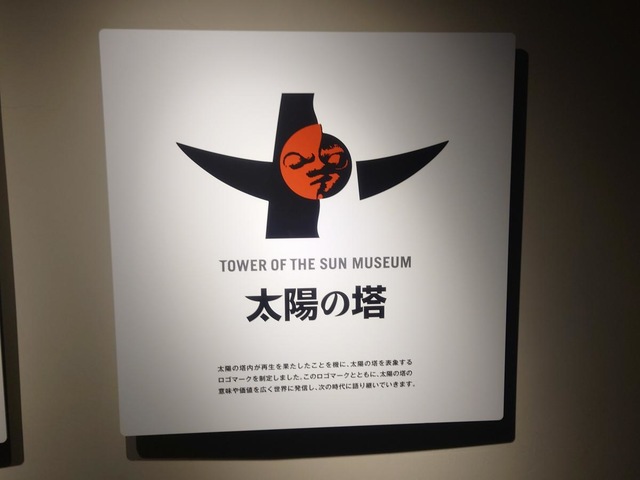 TOWER OF THE SUN MUSEUM
太陽の塔
太陽の塔内が再生を果たしたことを機に、太陽の塔を表象する
ロゴマークを制定しました。このロゴマークとともに、太陽の塔の
意味や価値を広く世界に発信し、次の時代に語り継いでいきます。